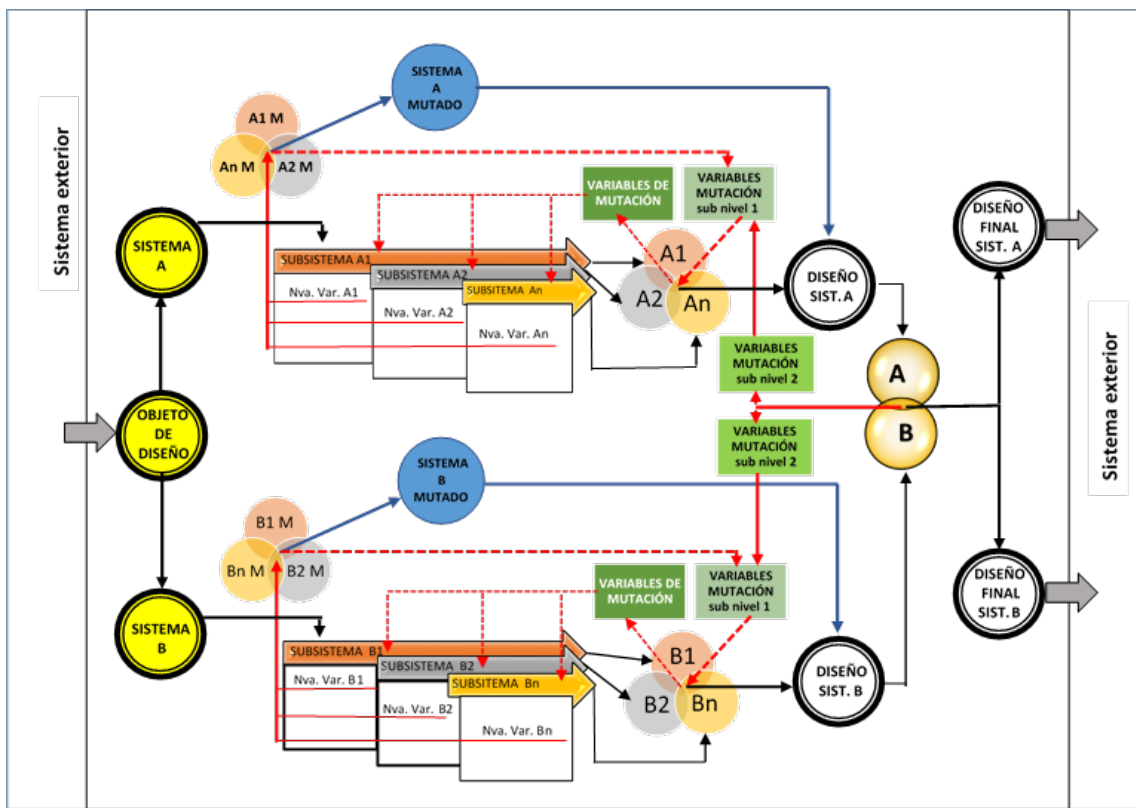 Sistema exterior
SISTEMA
A
MUTADO
A1 M
An M
A2 M
VARIABLES DE
MUTACIÓN
VARIABLES
MUTACIÓN
sub nivel 1
SISTEMA
A
SUBSISTEMA A1
SUBSISTEMA A2
SUBSITEMA An
Nva. Var. A1
Nva. Var. A2
Nva. Var. An
A1
A2
An
DISEÑO
SIST. A
DISEÑO
FINAL
SIST. A
VARIABLES
MUTACIÓN
sub nivel 2
A
B
OBJETO
DE
DISEÑO
VARIABLES
MUTACIÓN
sub nivel 2
SISTEMA
B
MUTADO
B1 M
Bn M
B2 M
VARIABLES DE
MUTACIÓN
VARIABLES
MUTACIÓN
sub nivel 1
SISTEMA
B
SUBSISTEMA B1
SUBSISTEMA B2
SUBSITEMA Bn
Nva. Var. B1
Nva. Var. B2
Nva. Var. Bn
B1
B2
Bn
DISEÑO
SIST. B
DISEÑO
FINAL
SIST. B
Sistema exterior